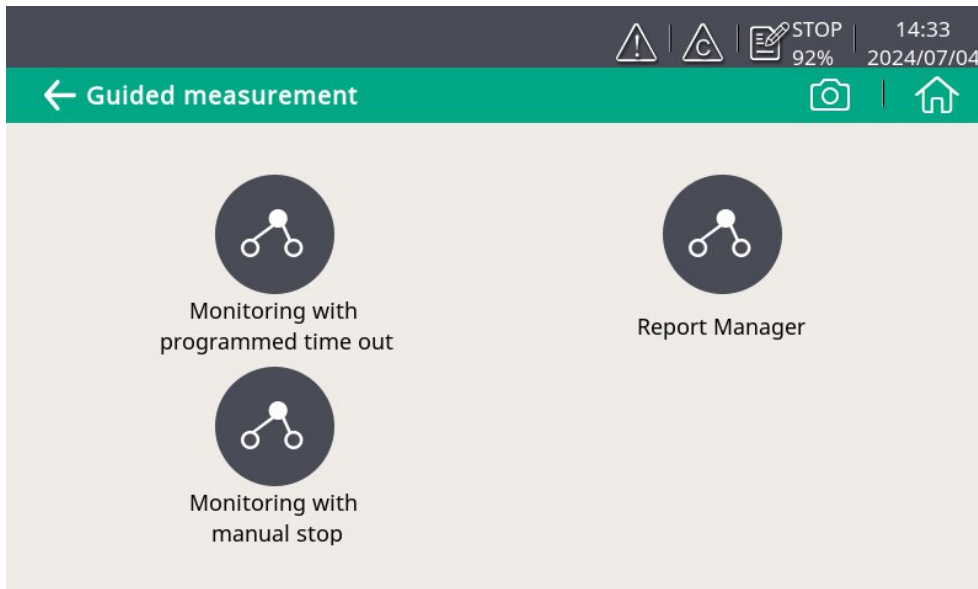 STOP 14:33
92% 2024/07/04
Guided measurement
Monitoring with
programmed time out
Report Manager
Monitoring with
manual stop